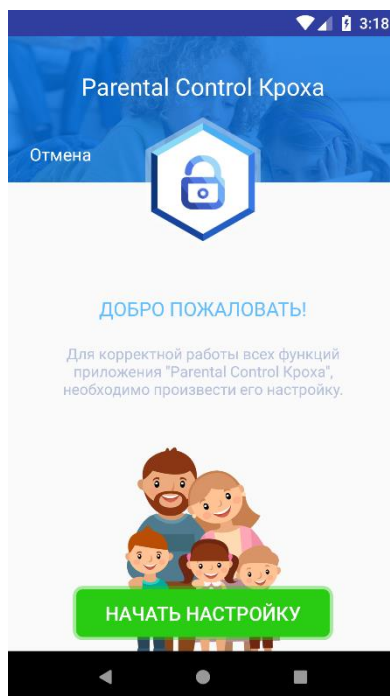 3:18
Parental Control Кроха
Отмена
ДОБРО ПОЖАЛОВАТЬ!
Для корректной работы всех функций
приложения "Parental Control Кроха",
необходимо произвести его настройку.
НАЧАТЬ НАСТРОЙКУ